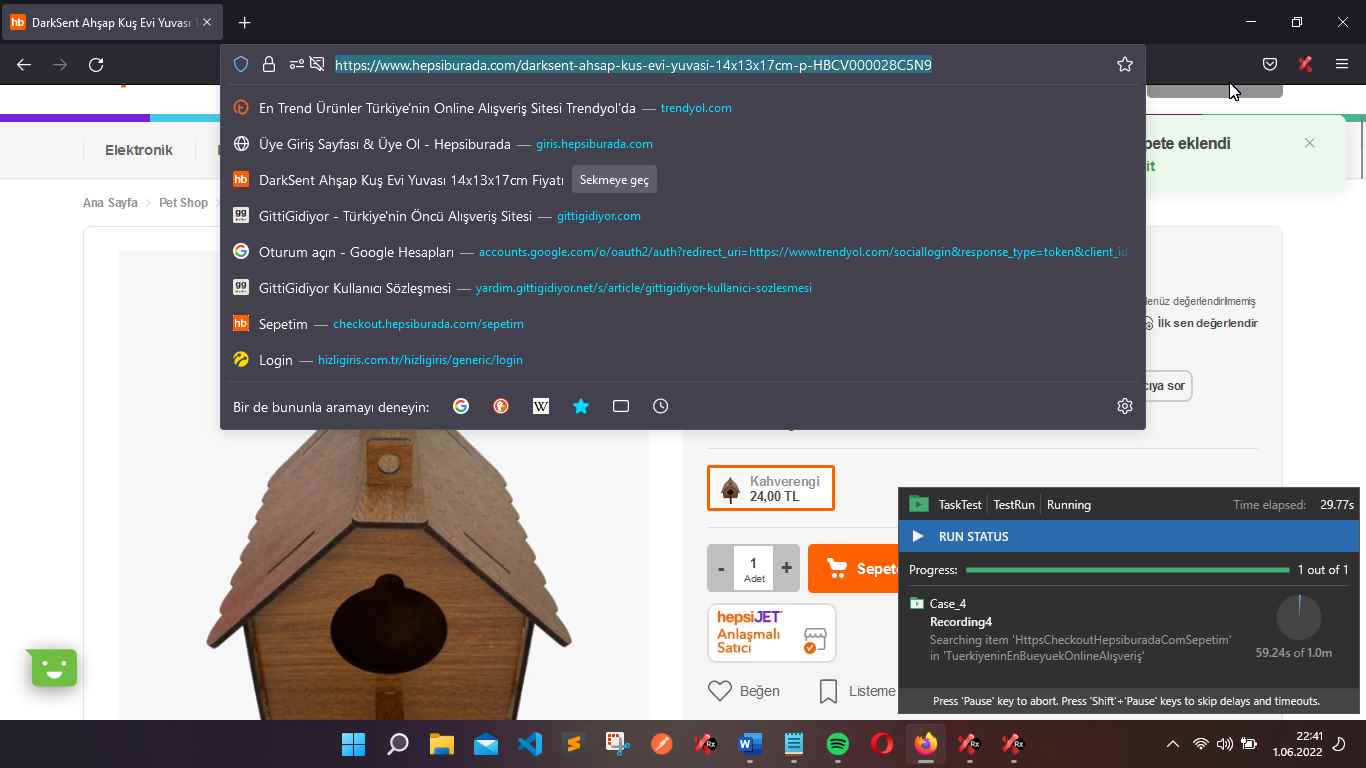 hb DarkSent Ahşap Kuş Evi Yuvası
https://www.hepsiburada.com/darksent-ahsap-kus-evi-yuvasi-14x13x17cm-p-HBCV000028C5N9
En Trend Ürünler Türkiye'nin Online Alışveriş Sitesi Trendyol'da — trendyol.com
Üye Giriş Sayfası & Üye Ol - Hepsiburada — giris.hepsiburada.com
hb DarkSent Ahşap Kuş Evi Yuvası 14x13x17cm Fiyatı Sekmeye geç
gg GittiGidiyor - Türkiye'nin Öncü Alışveriş Sitesi — gittigidiyor.com
Oturum açın - Google Hesapları — accounts.google.com/o/oauth2/auth?redirect_uri=https://www.trendyol.com/sociallogin&response_type=token&client_id
gg GittiGidiyor Kullanıcı Sözleşmesi — yardim.gittigidiyor.net/s/article/gittigidiyor-kullanici-sozlesmesi
hb Sepetim — checkout.hepsiburada.com/sepetim
Login — hizligiris.com.tr/hizligiris/generic/login
Bir de bununla aramayı deneyin:
W
Elektronik
pete eklendi
it
Ana Sayfa > Pet Shop >
enüz değerlendirilmemiş
İlk sen değerlendir
cıya sor
Kahverengi
24,00 TL
- 1 +
Adet
Sepete
hepsiJET
Anlaşmalı
Satıcı
Beğen
Listeme
TaskTest TestRun Running Time elapsed: 29.77s
RUN STATUS
Progress: 1 out of 1
Case_4
Recording4
Searching item 'HttpsCheckoutHepsiburadaComSepetim'
in 'TuerkiyeninEnBueyuekOnlineAlışveriş'
59.24s of 1.0m
Press 'Pause' key to abort. Press 'Shift'+'Pause' keys to skip delays and timeouts.
22:41
1.06.2022